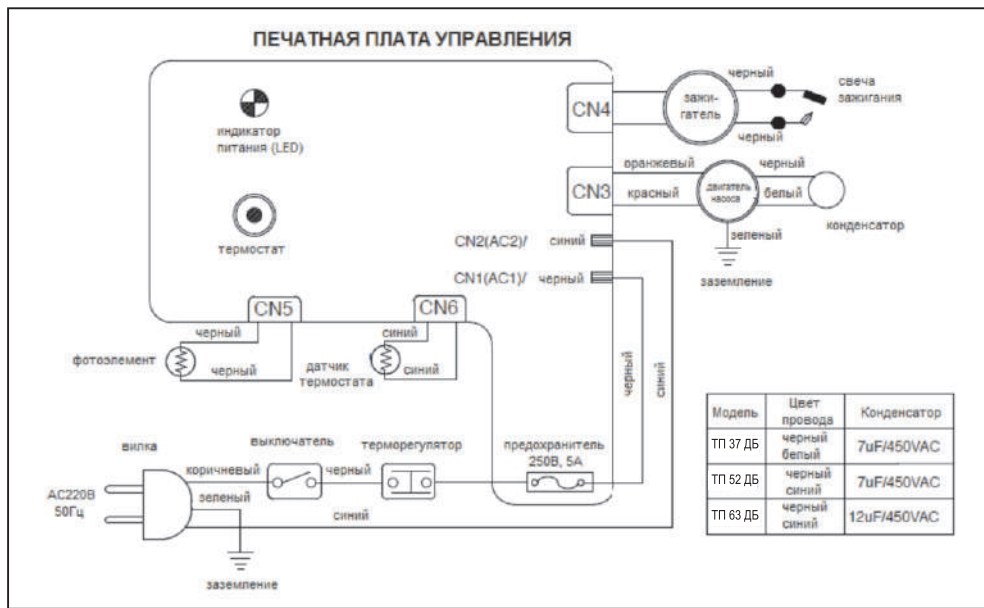 ПЕЧАТНАЯ ПЛАТА УПРАВЛЕНИЯ
индикатор
питания (LED)
термостат
CN4
зажи-
гатель
черный
черный
свеча
зажигания
CN3
оранжевый
красный
двигатель
насоса
черный
белый
конденсатор
зеленый
заземление
CN2(AC2)/ синий
CN1(AC1)/ черный
CN5
черный
черный
фотоэлемент
CN6
синий
синий
датчик
термостата
черный
синий
вилка
AC220В
50Гц
коричневый
выключатель
черный
терморегулятор
предохранитель
250В, 5А
зеленый
синий
заземление
Модель Цвет провода Конденсатор
ТП 37 ДБ черный белый 7uF/450VAC
ТП 52 ДБ черный синий 7uF/450VAC
ТП 63 ДБ черный синий 12uF/450VAC